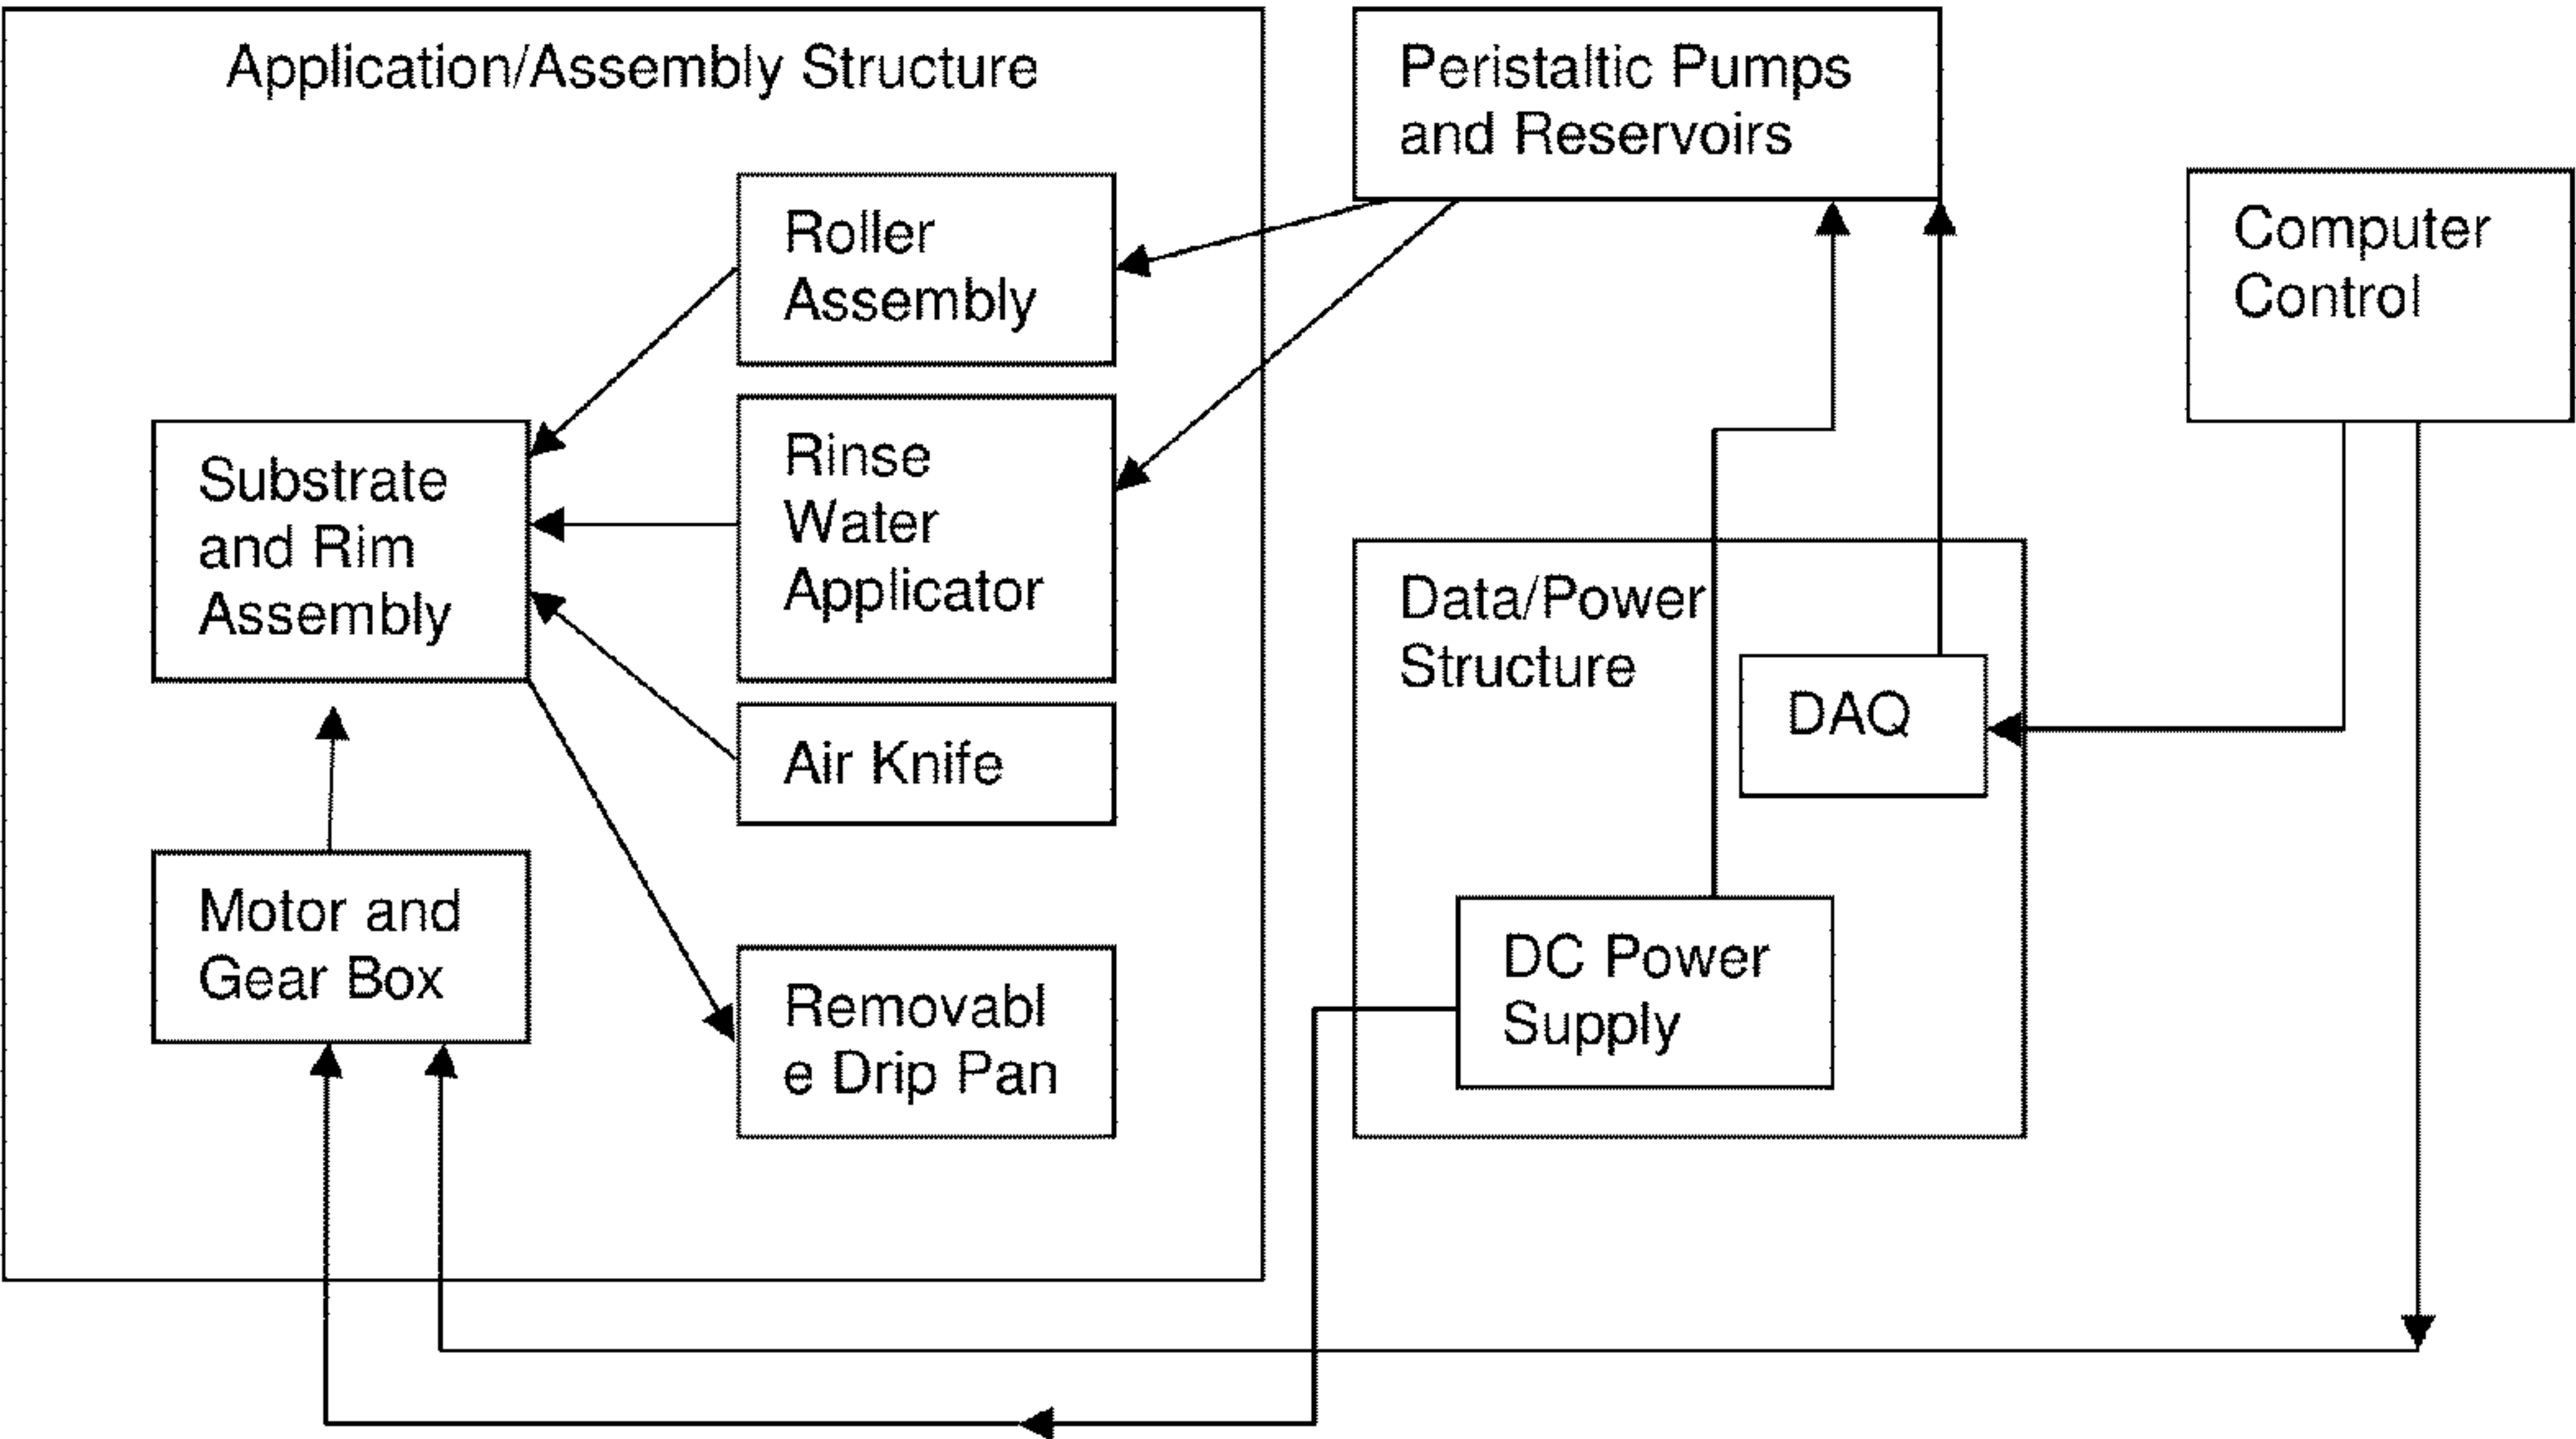 Application/Assembly Structure
Peristaltic Pumps
and Reservoirs
Computer
Control
Roller
Assembly
Rinse
Water
Applicator
Substrate
and Rim
Assembly
Air Knife
Motor and
Gear Box
Removabl
e Drip Pan
Data/Power
Structure
DAQ
DC Power
Supply